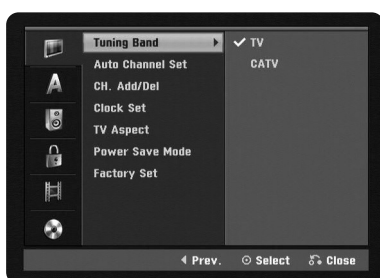 Tuning Band
TV
Auto Channel Set
CATV
CH. Add/Del
Clock Set
TV Aspect
Power Save Mode
Factory Set
A
Prev.
Select
Close